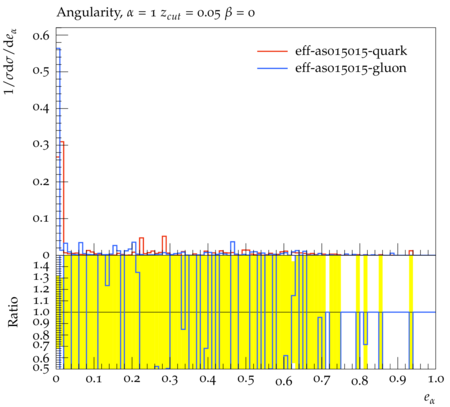 Angularity, α = 1 z_cut = 0.05 β = 0
1/σdσ/de_α
0.6
0.5
0.4
0.3
0.2
0.1
0
eff-as015015-quark
eff-as015015-gluon
Ratio
1.4
1.3
1.2
1.1
1.0
0.9
0.8
0.7
0.6
0.5
0 0.1 0.2 0.3 0.4 0.5 0.6 0.7 0.8 0.9 1.0
e_α